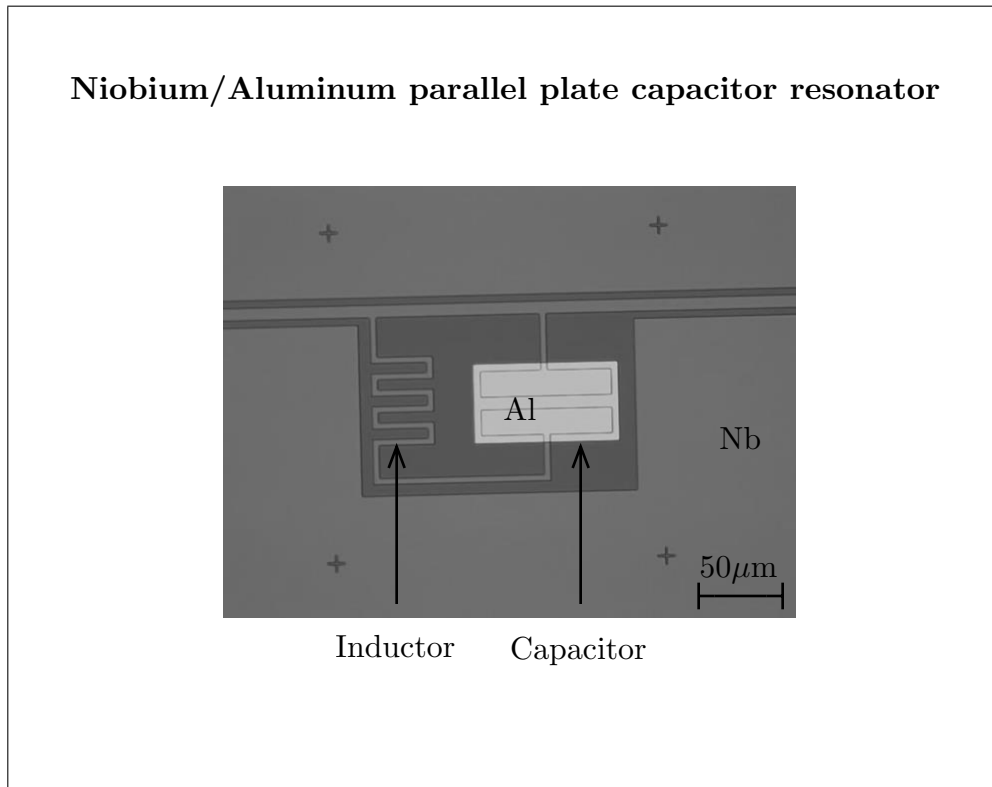 Niobium/Aluminum parallel plate capacitor resonator
Al
Nb
50μm
Inductor
Capacitor